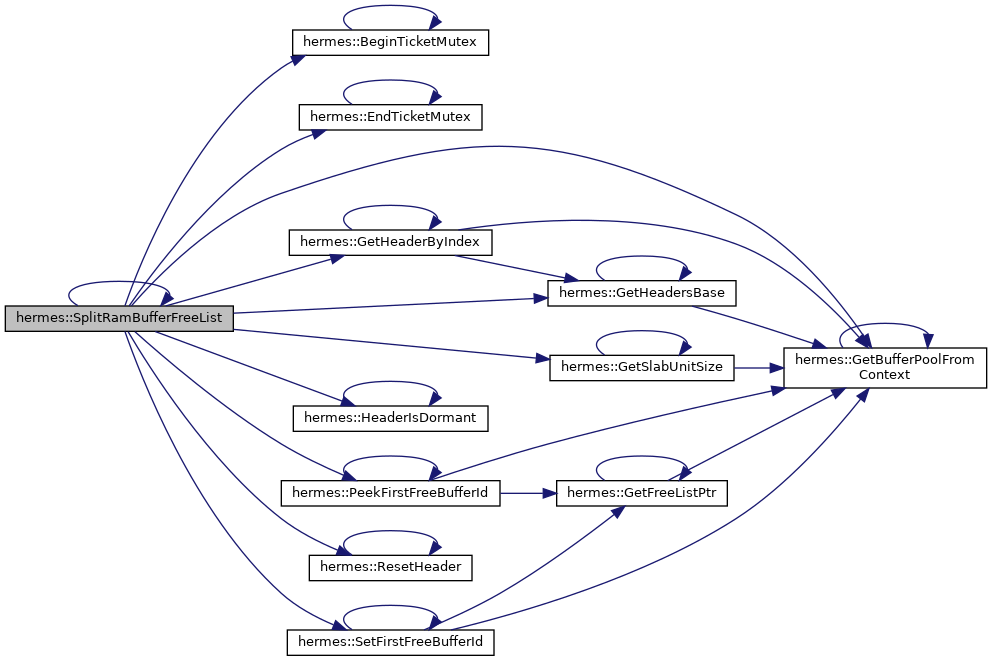 hermes::BeginTicketMutex
hermes::EndTicketMutex
hermes::GetHeaderByIndex
hermes::GetHeadersBase
hermes::SplitRamBufferFreeList
hermes::GetBufferPoolFrom
Context
hermes::GetSlabUnitSize
hermes::HeaderIsDormant
hermes::PeekFirstFreeBufferId
hermes::GetFreeListPtr
hermes::ResetHeader
hermes::SetFirstFreeBufferId